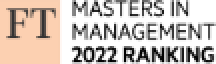 FT
MASTERS IN
MANAGEMENT
2022 RANKING